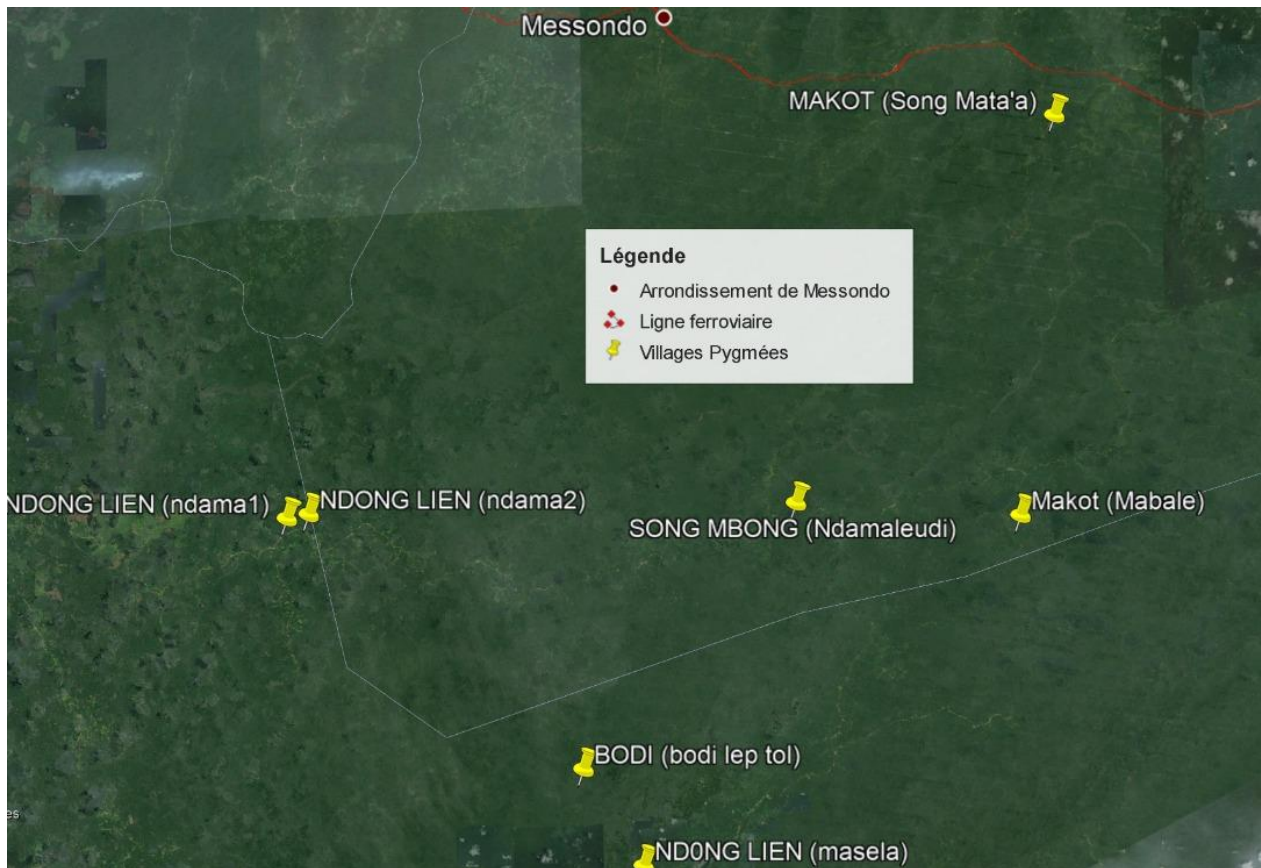 Messondo
MAKOT (Song Mata'a)
Légende
Arrondissement de Messondo
Ligne ferroviaire
Villages Pygmées
NDONG LIEN (ndama1)
NDONG LIEN (ndama2)
SONG MBONG (Ndamaleudi)
Makot (Mabale)
BODI (bodi lep tol)
es
ND0NG LIEN (masela)